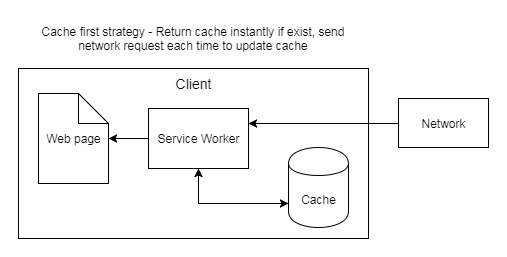 Cache first strategy - Return cache instantly if exist, send
network request each time to update cache
Client
Web page
Service Worker
Network
Cache